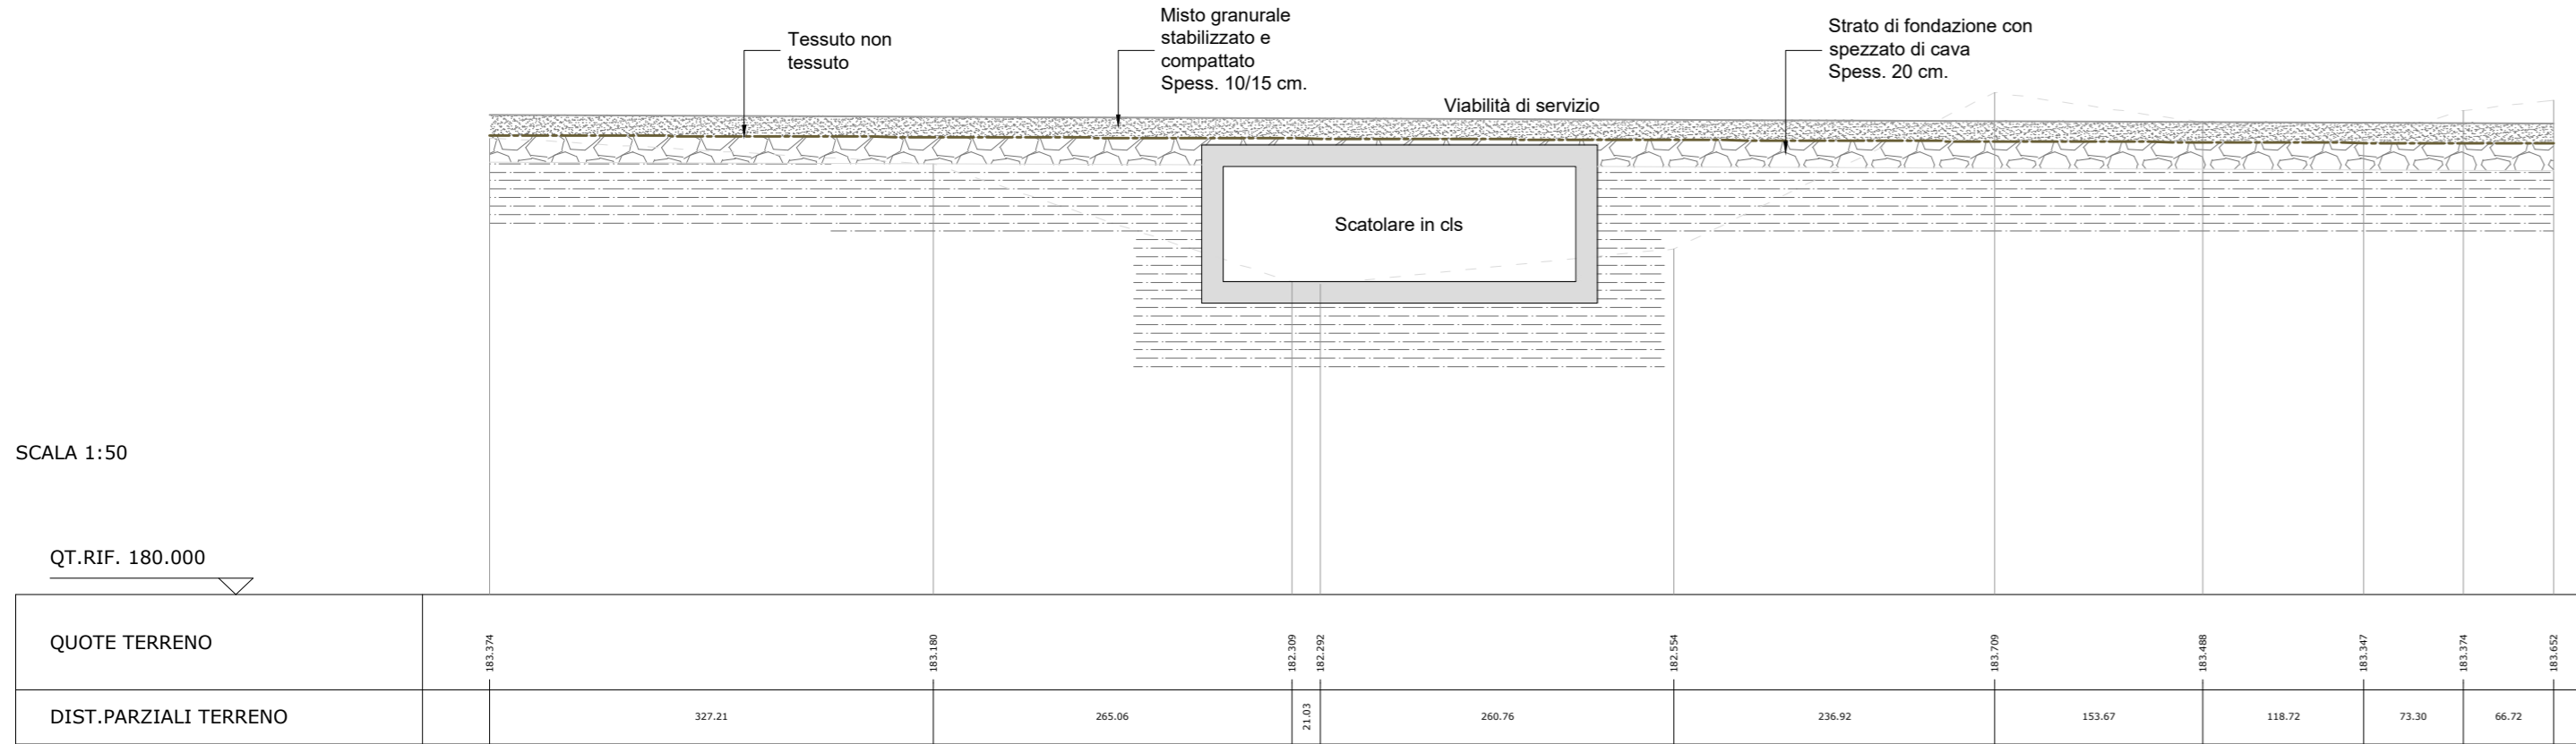 Misto granurale
stabilizzato e
compattato
Spess. 10/15 cm.
Tessuto non
tessuto
Strato di fondazione con
spezzato di cava
Spess. 20 cm.
Viabilità di servizio
Scatolare in cls
SCALA 1:50
QT.RIF. 180.000
QUOTE TERRENO
183.374
183.180
182.309
182.292
182.554
183.709
183.488
183.347
183.374
183.652
DIST.PARZIALI TERRENO
327.21
265.06
21.03
260.76
236.92
153.67
118.72
73.30
66.72